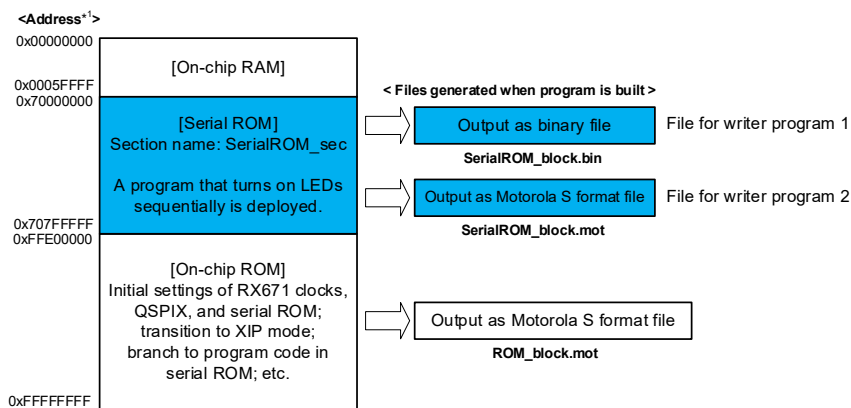 <Address*1>
0x00000000
[On-chip RAM]
0x0005FFFF
0x70000000
< Files generated when program is built >
[Serial ROM]
Section name: SerialROM_sec
A program that turns on LEDs
sequentially is deployed.
Output as binary file
File for writer program 1
SerialROM_block.bin
Output as Motorola S format file
File for writer program 2
SerialROM_block.mot
0x707FFFFF
0xFFE00000
[On-chip ROM]
Initial settings of RX671 clocks,
QSPIX, and serial ROM;
transition to XIP mode;
branch to program code in
serial ROM; etc.
Output as Motorola S format file
ROM_block.mot
0xFFFFFFFF